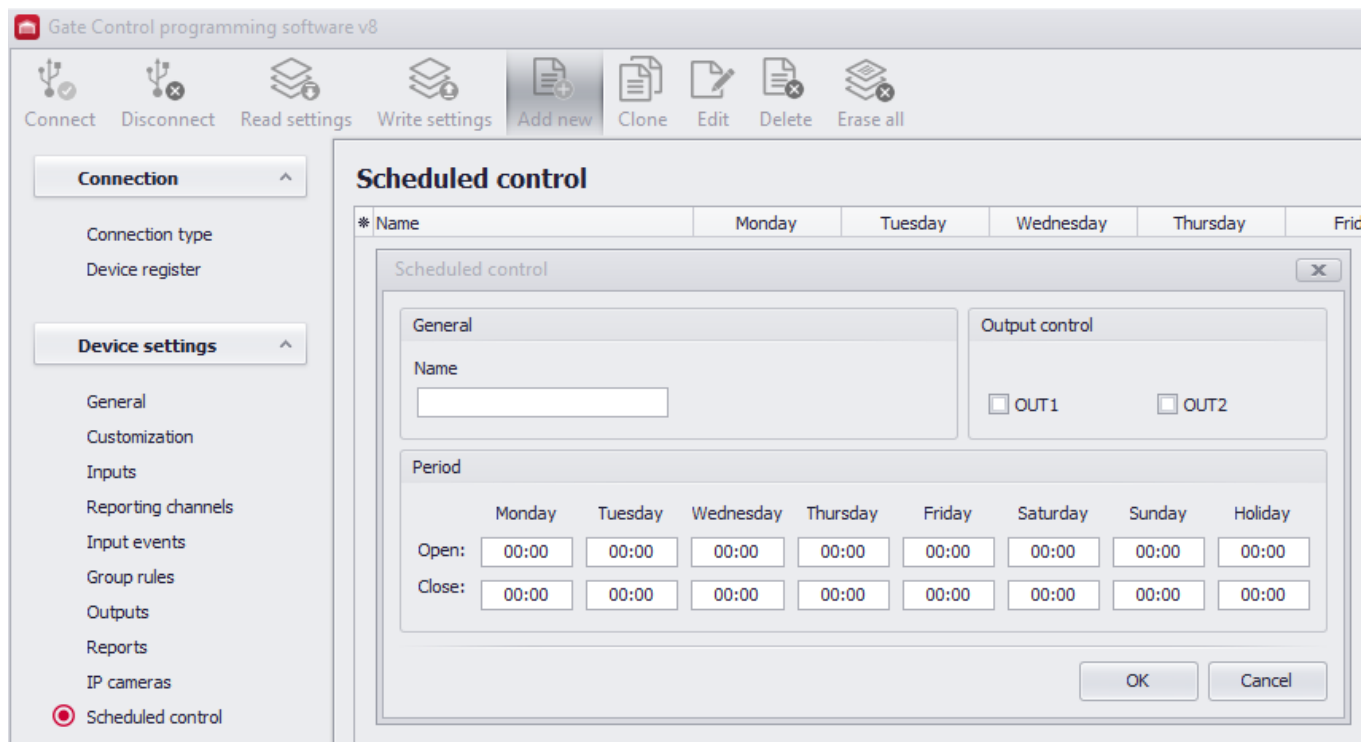 Gate Control programming software v8
Connect Disconnect Read settings Write settings Add new Clone Edit Delete Erase all
Connection
Connection type
Device register
Device settings
General
Customization
Inputs
Reporting channels
Input events
Group rules
Outputs
Reports
IP cameras
Scheduled control
Scheduled control
Name Monday Tuesday Wednesday Thursday Frid
Scheduled control
General
Name
Output control
OUT1 OUT2
Period
Monday Tuesday Wednesday Thursday Friday Saturday Sunday Holiday
Open: 00:00 00:00 00:00 00:00 00:00 00:00 00:00 00:00
Close: 00:00 00:00 00:00 00:00 00:00 00:00 00:00 00:00
OK Cancel